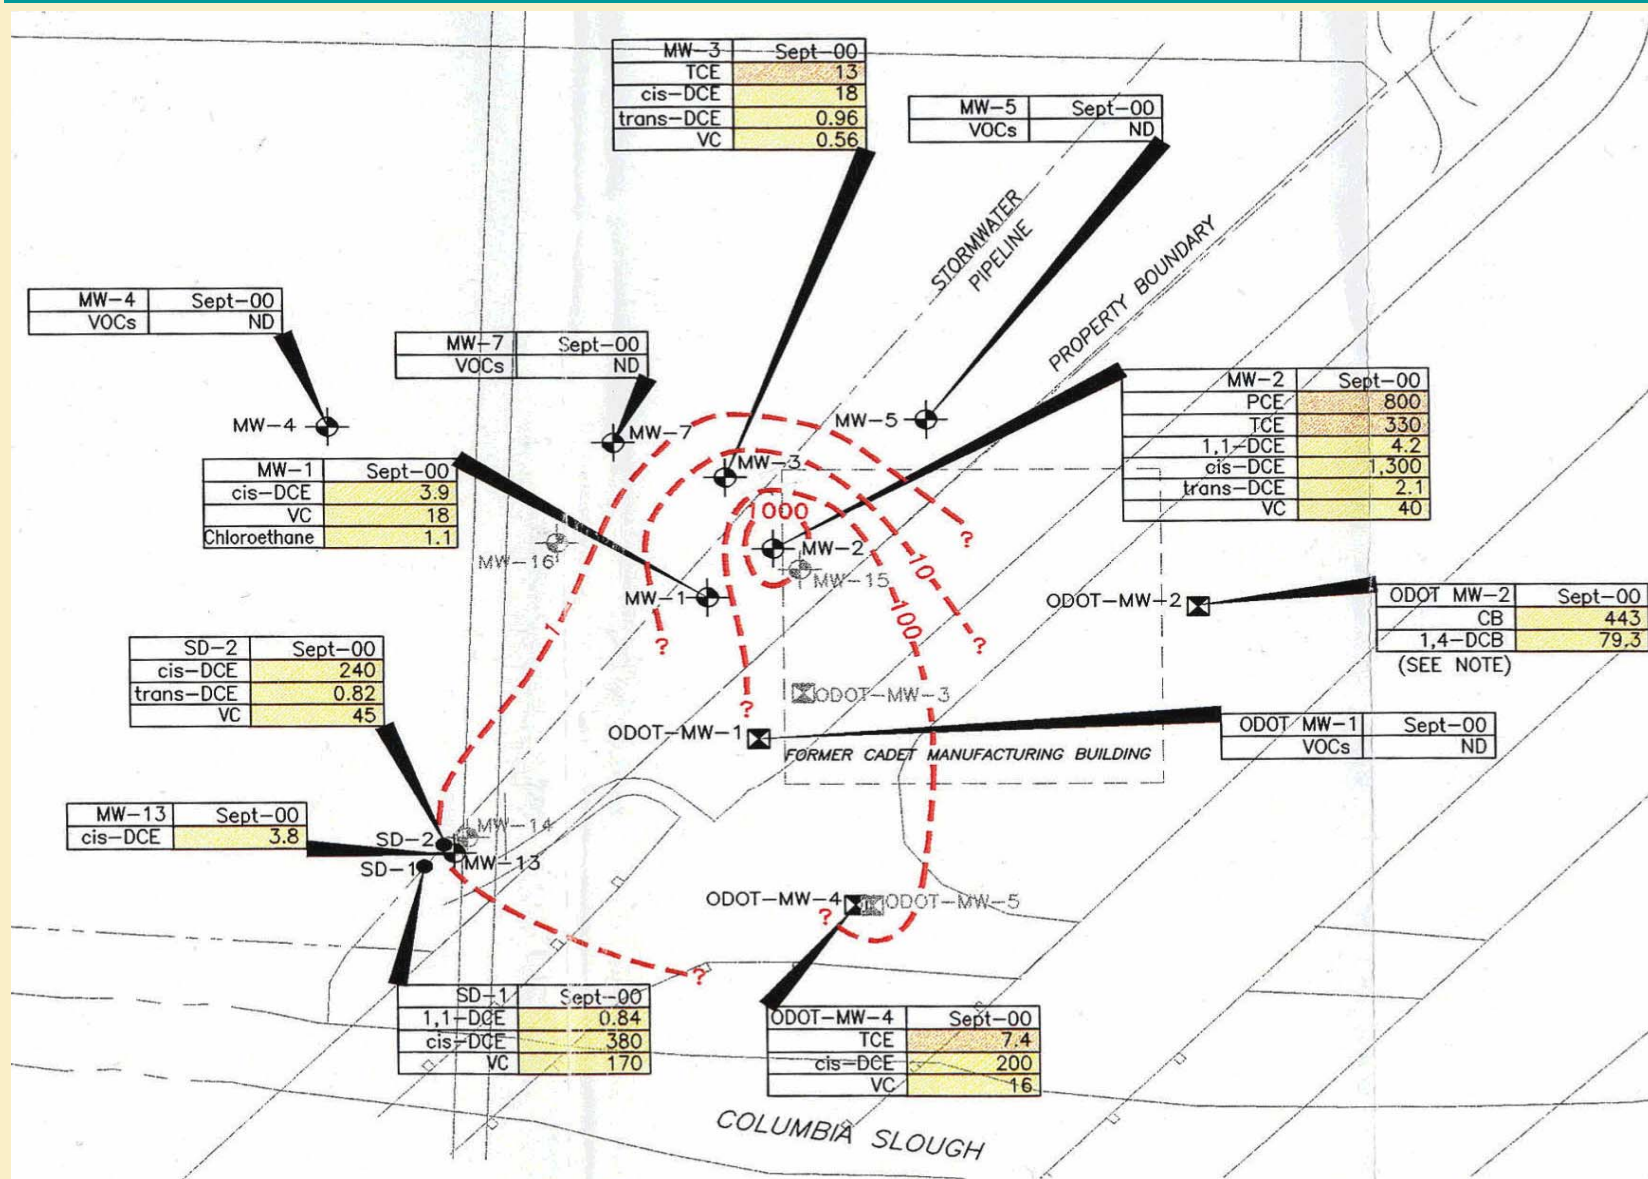 MW-3 Sept-00
TCE 13
cis-DCE 18
trans-DCE 0.96
VC 0.56
MW-5 Sept-00
VOCs ND
STORMWATER
PIPELINE
PROPERTY BOUNDARY
MW-4 Sept-00
VOCs ND
MW-7 Sept-00
VOCs ND
MW-2 Sept-00
PCE 800
TCE 330
1,1-DCE 4.2
cis-DCE 1,300
trans-DCE 2.1
VC 40
MW-4
MW-7
MW-5
MW-3
MW-1 Sept-00
cis-DCE 3.9
VC 18
Chloroethane 1.1
1000
?
MW-2
MW-16
MW-15
10
MW-1
100
1
?
?
ODOT-MW-2
ODOT MW-2 Sept-00
CB 443
1,4-DCB 79.3
(SEE NOTE)
SD-2 Sept-00
cis-DCE 240
trans-DCE 0.82
VC 45
ODOT-MW-3
?
ODOT-MW-1
ODOT MW-1 Sept-00
VOCs ND
FORMER CADET MANUFACTURING BUILDING
MW-13 Sept-00
cis-DCE 3.8
MW-14
SD-2
MW-13
SD-1
ODOT-MW-4
ODOT-MW-5
?
?
SD-1 Sept-00
1,1-DCE 0.84
cis-DCE 380
VC 170
ODOT-MW-4 Sept-00
TCE 7.4
cis-DCE 200
VC 16
COLUMBIA SLOUGH